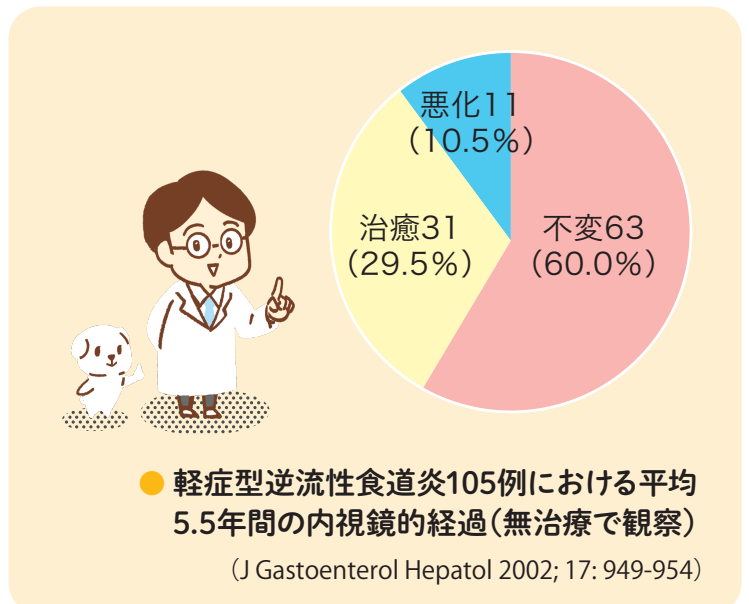 悪化11
（10.5%）
治癒31
（29.5%）
不変63
（60.0%）
● 軽症型逆流性食道炎105例における平均
5.5年間の内視鏡的経過（無治療で観察）
（J Gastoenterol Hepatol 2002; 17: 949-954）